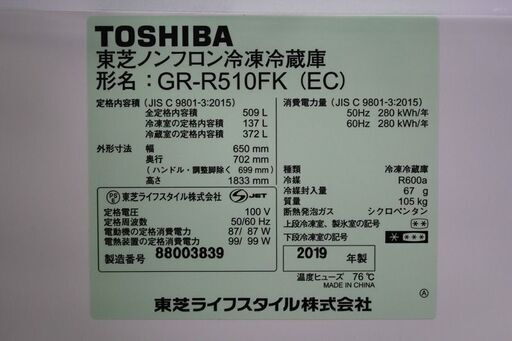 TOSHIBA
東芝ノンフロン冷凍冷蔵庫
形名：GR-R510FK (EC)
定格内容積 (JIS C 9801-3:2015)
全定格内容積 509 L
冷凍室の定格内容積 137 L
冷蔵室の定格内容積 372 L
外形寸法 幅 650 mm
奥行 702 mm
(ハンドル・調整脚除く 699 mm)
高さ 1833 mm
消費電力量 (JIS C 9801-3:2015)
50Hz 280 kWh/年
60Hz 280 kWh/年
種類 冷凍冷蔵庫
冷媒 R600a
冷媒封入量 67 g
質量 105 kg
断熱発泡ガス シクロペンタン
上段冷凍室、製氷室の記号
下段冷凍室の記号
PS E 東芝ライフスタイル株式会社 S JET
定格電圧 100 V
定格周波数 50/60 Hz
電動機の定格消費電力 87/ 87 W
電熱装置の定格消費電力 99/ 99 W
製造番号 88003839
2019 年製
温度ヒューズ 76℃
MADE IN CHINA
東芝ライフスタイル株式会社
A